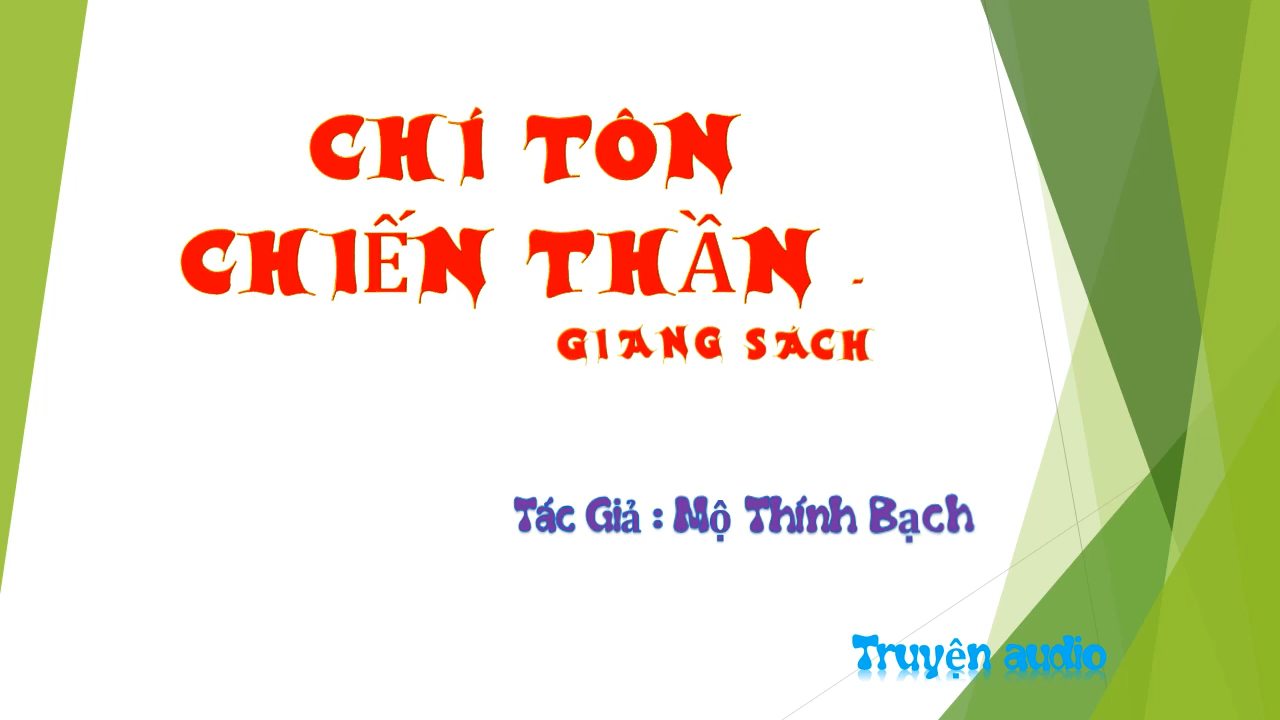 CHÍ TÔN
CHIẾN THẦN -
GIANG SÁCH
Tác Giả : Mộ Thính Bạch
Truyện audio